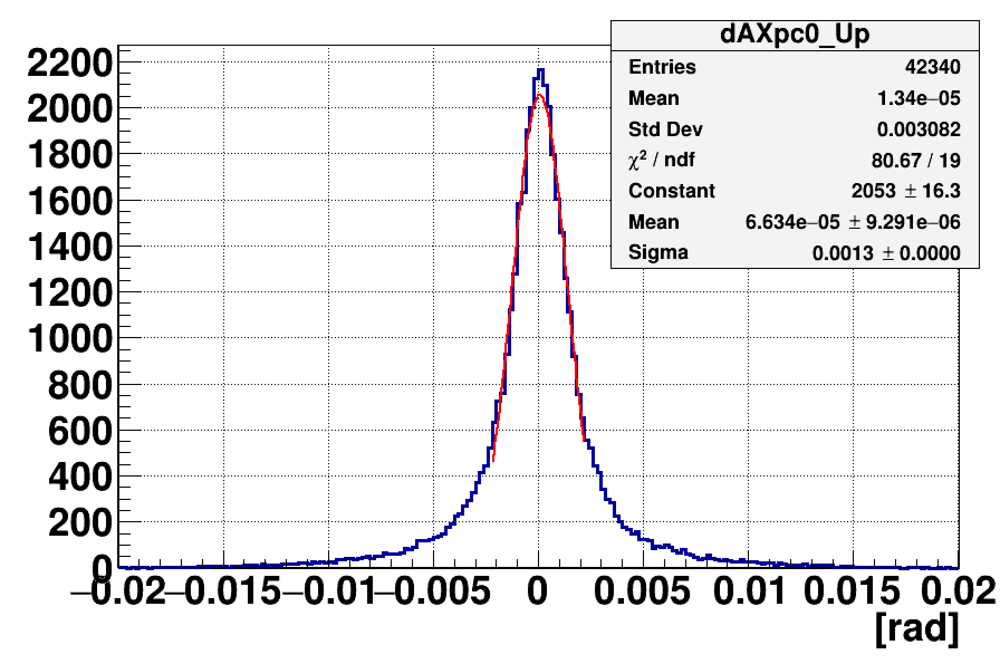 dAXpc0_Up
Entries 42340
Mean 1.34e−05
Std Dev 0.003082
χ² / ndf 80.67 / 19
Constant 2053 ± 16.3
Mean 6.634e−05 ± 9.291e−06
Sigma 0.0013 ± 0.0000
2200
2000
1800
1600
1400
1200
1000
800
600
400
200
0
−0.02 −0.015 −0.01 −0.005 0 0.005 0.01 0.015 0.02
[rad]